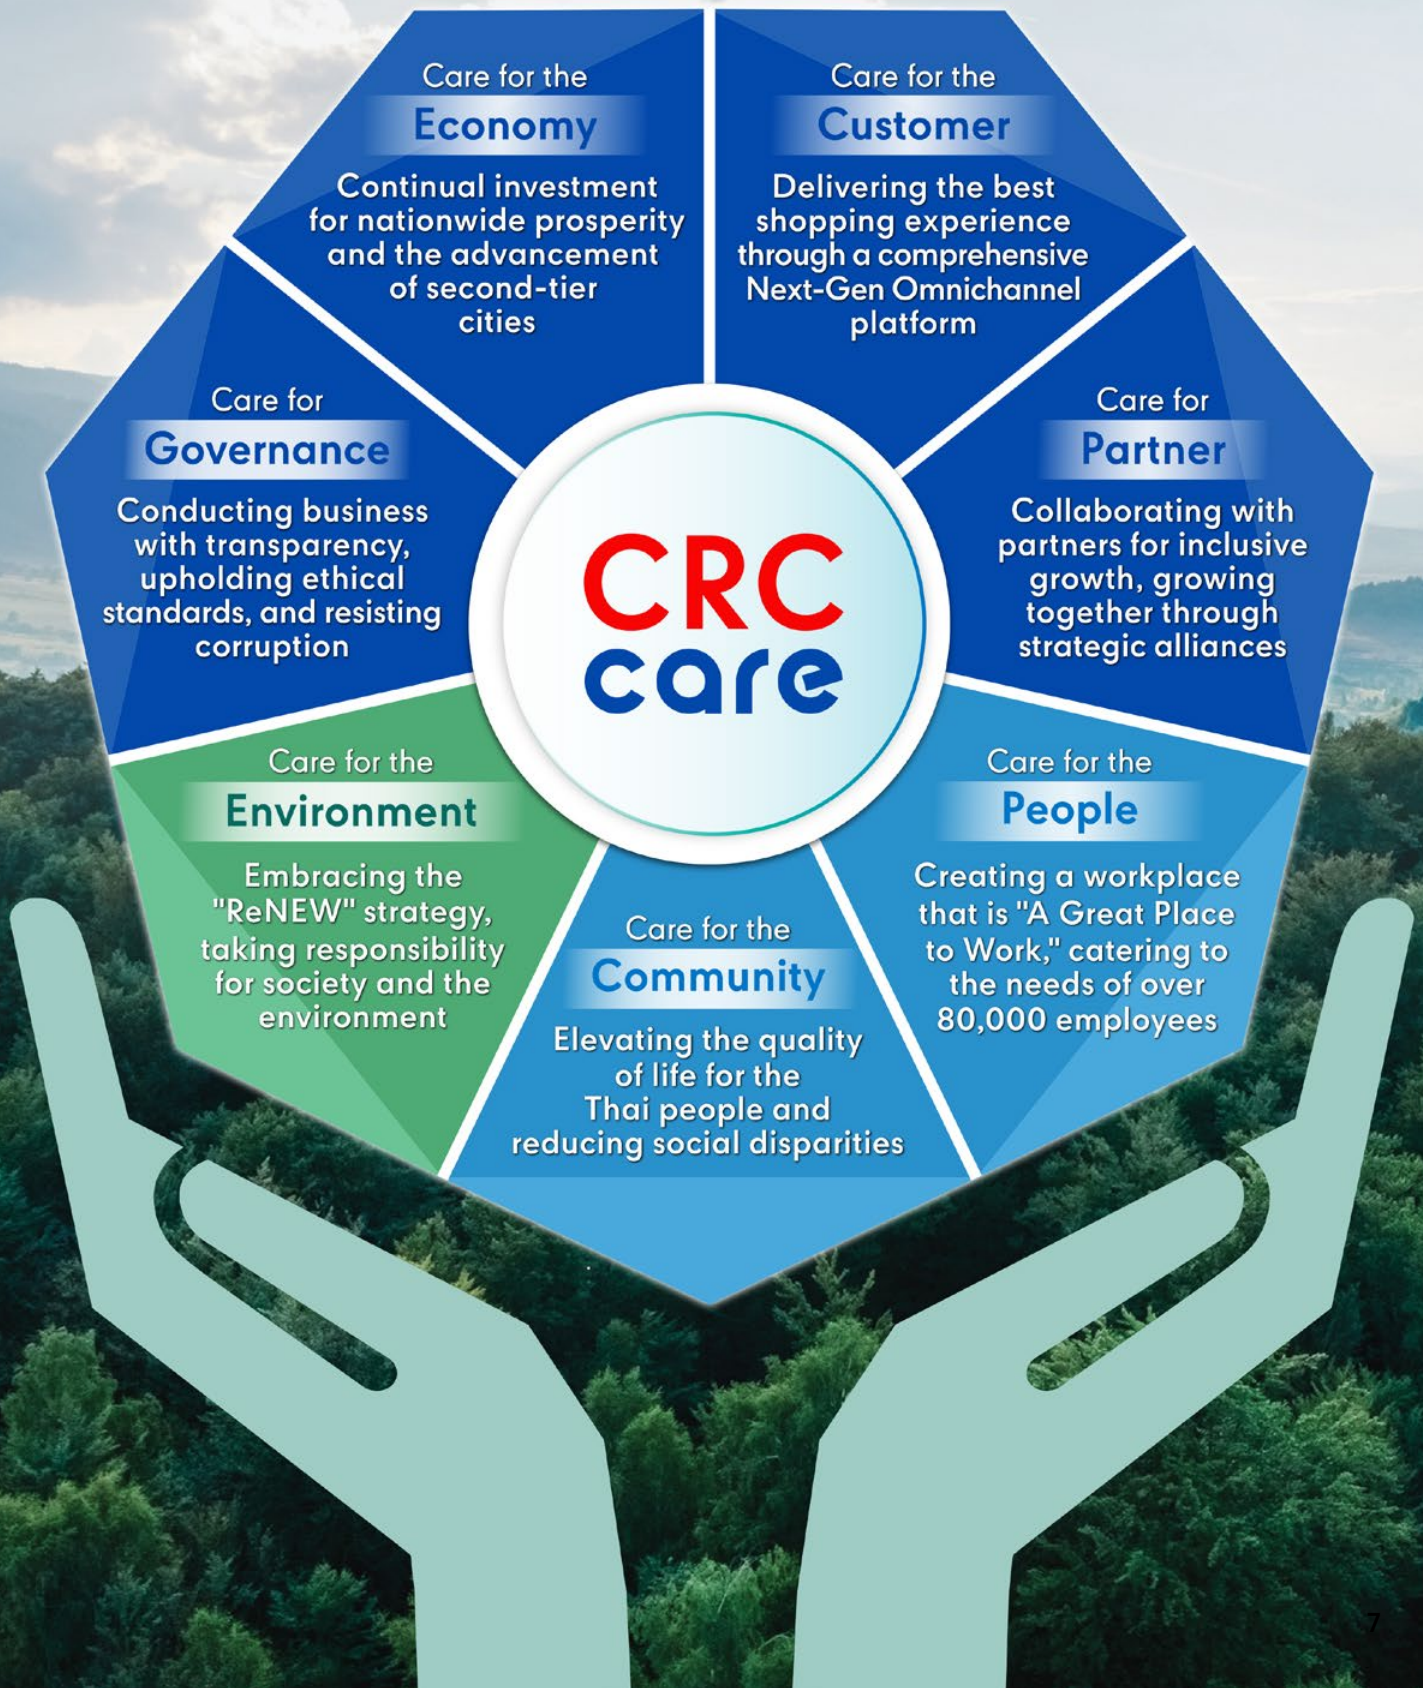 Care for the
Economy
Continual investment
for nationwide prosperity
and the advancement
of second-tier
cities
Care for the
Customer
Delivering the best
shopping experience
through a comprehensive
Next-Gen Omnichannel
platform
Care for
Governance
Conducting business
with transparency,
upholding ethical
standards, and resisting
corruption
CRC
care
Care for
Partner
Collaborating with
partners for inclusive
growth, growing
together through
strategic alliances
Care for the
Environment
Embracing the
"ReNEW" strategy,
taking responsibility
for society and the
environment
Care for the
Community
Elevating the quality
of life for the
Thai people and
reducing social disparities
Care for the
People
Creating a workplace
that is "A Great Place
to Work," catering to
the needs of over
80,000 employees
7